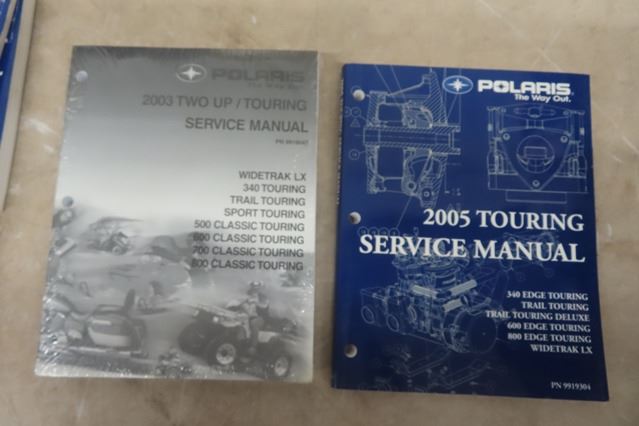 POLARIS
The Way Out.
2003 TWO UP / TOURING
SERVICE MANUAL
WIDETRAK LX
340 TOURING
TRAIL TOURING
SPORT TOURING
500 CLASSIC TOURING
600 CLASSIC TOURING
700 CLASSIC TOURING
800 CLASSIC TOURING
POLARIS
The Way Out.
2005 TOURING
SERVICE MANUAL
340 EDGE TOURING
TRAIL TOURING
TRAIL TOURING DELUXE
600 EDGE TOURING
800 EDGE TOURING
WIDETRAK LX
PN 9919304